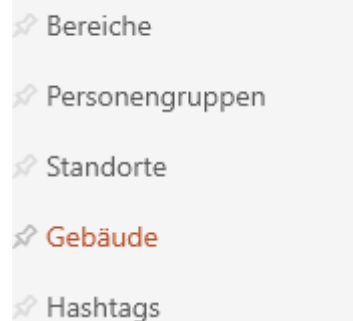 Bereiche
Personengruppen
Standorte
Gebäude
Hashtags